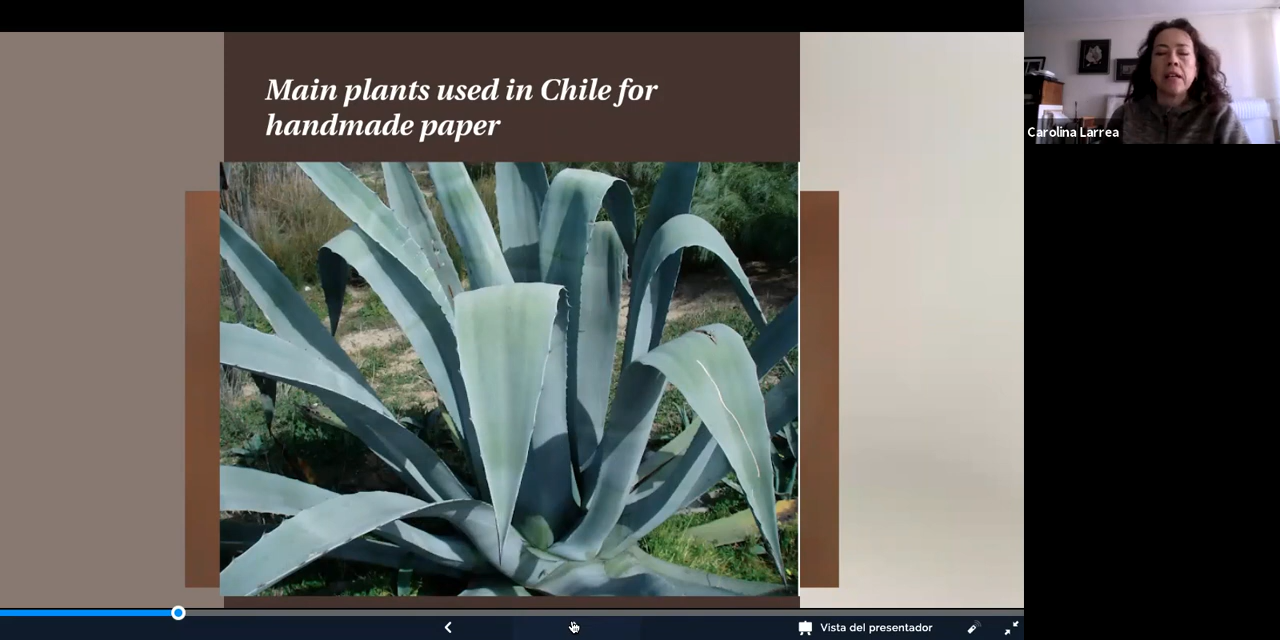 Main plants used in Chile for
handmade paper
Carolina Larrea
Vista del presentador